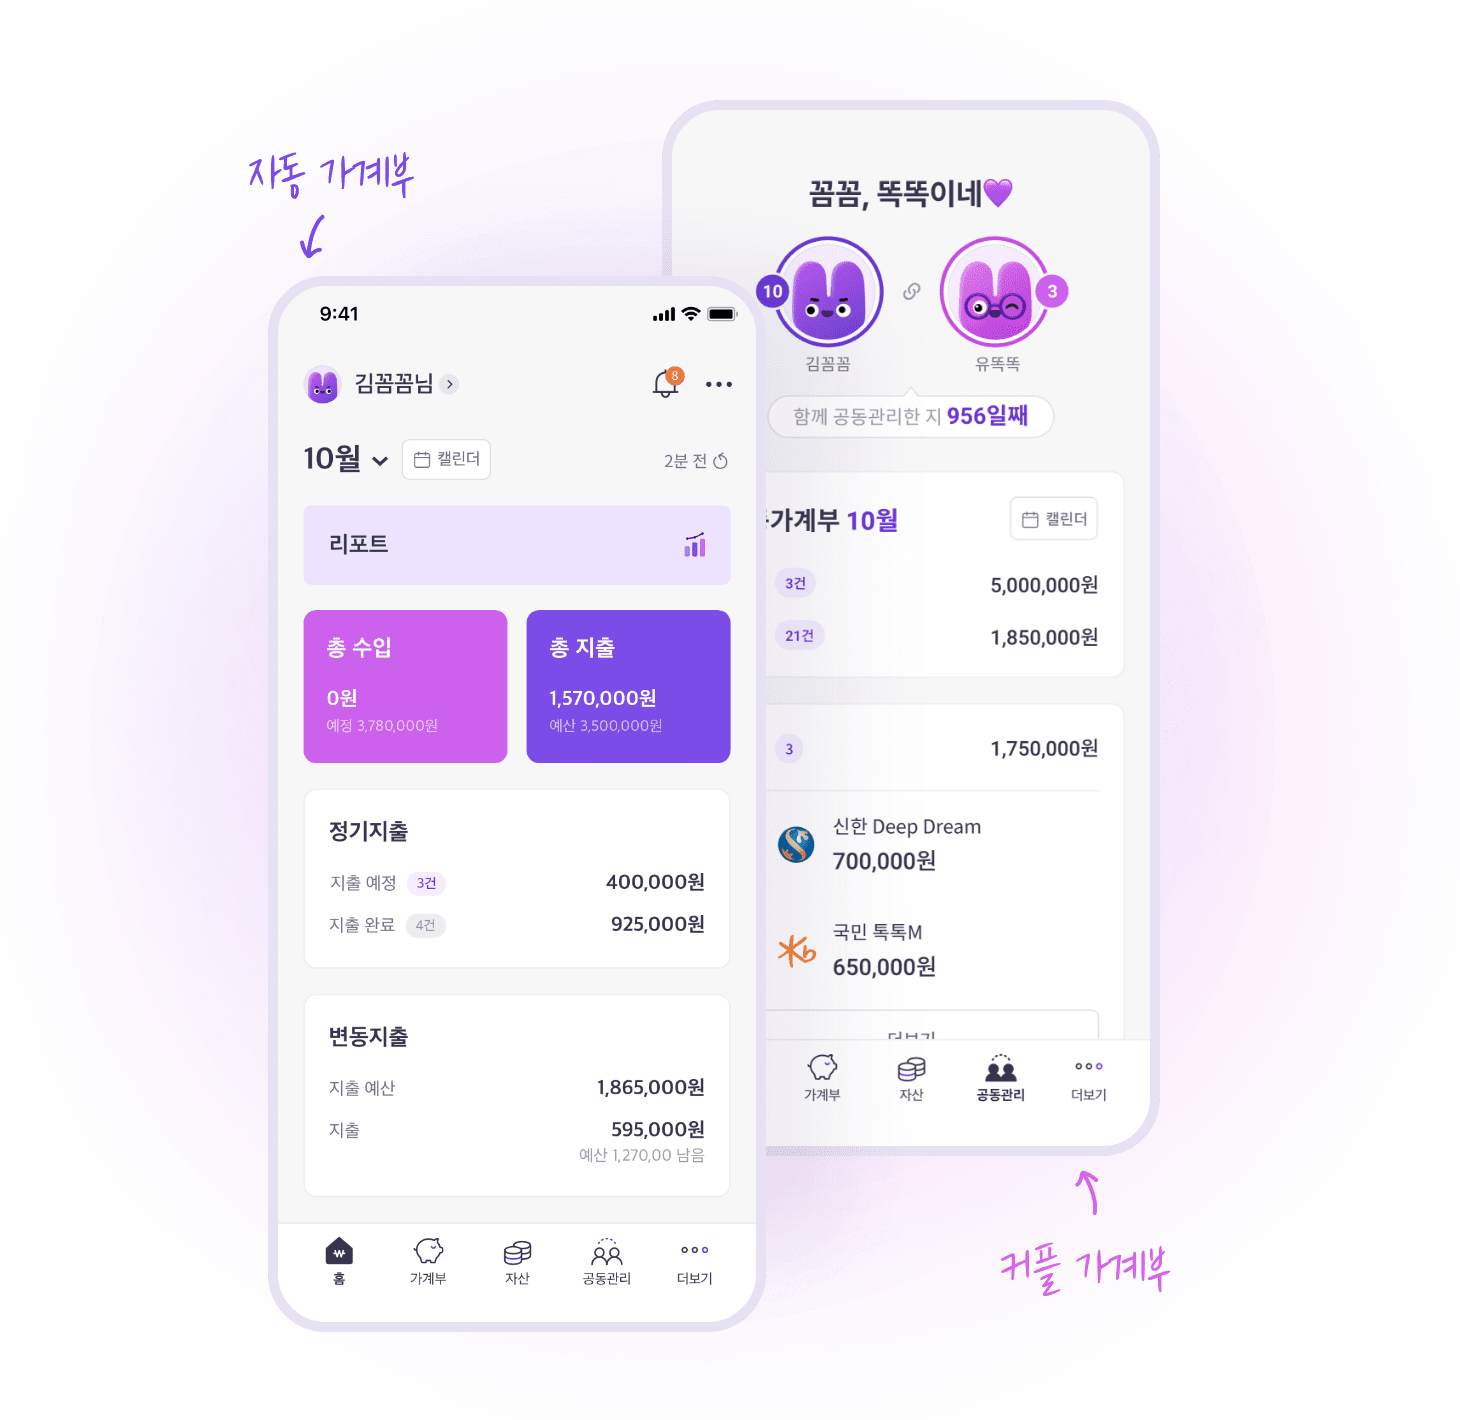 자동 가계부
9:41
김꼼꼼님
8
10월
캘린더
2분 전
리포트
총 수입
0원
예정 3,780,000원
총 지출
1,570,000원
예산 3,500,000원
정기지출
지출 예정 3건 400,000원
지출 완료 4건 925,000원
변동지출
지출 예산 1,865,000원
지출 595,000원
예산 1,270,00 남음
홈 가계부 자산 공동관리 더보기
꼼꼼, 똑똑이네💜
10
3
김꼼꼼 유똑똑
함께 공동관리한 지 956일째
가계부 10월
캘린더
3건 5,000,000원
21건 1,850,000원
3 1,750,000원
신한 Deep Dream
700,000원
국민 톡톡M
650,000원
더보기
가계부 자산 공동관리 더보기
커플 가계부